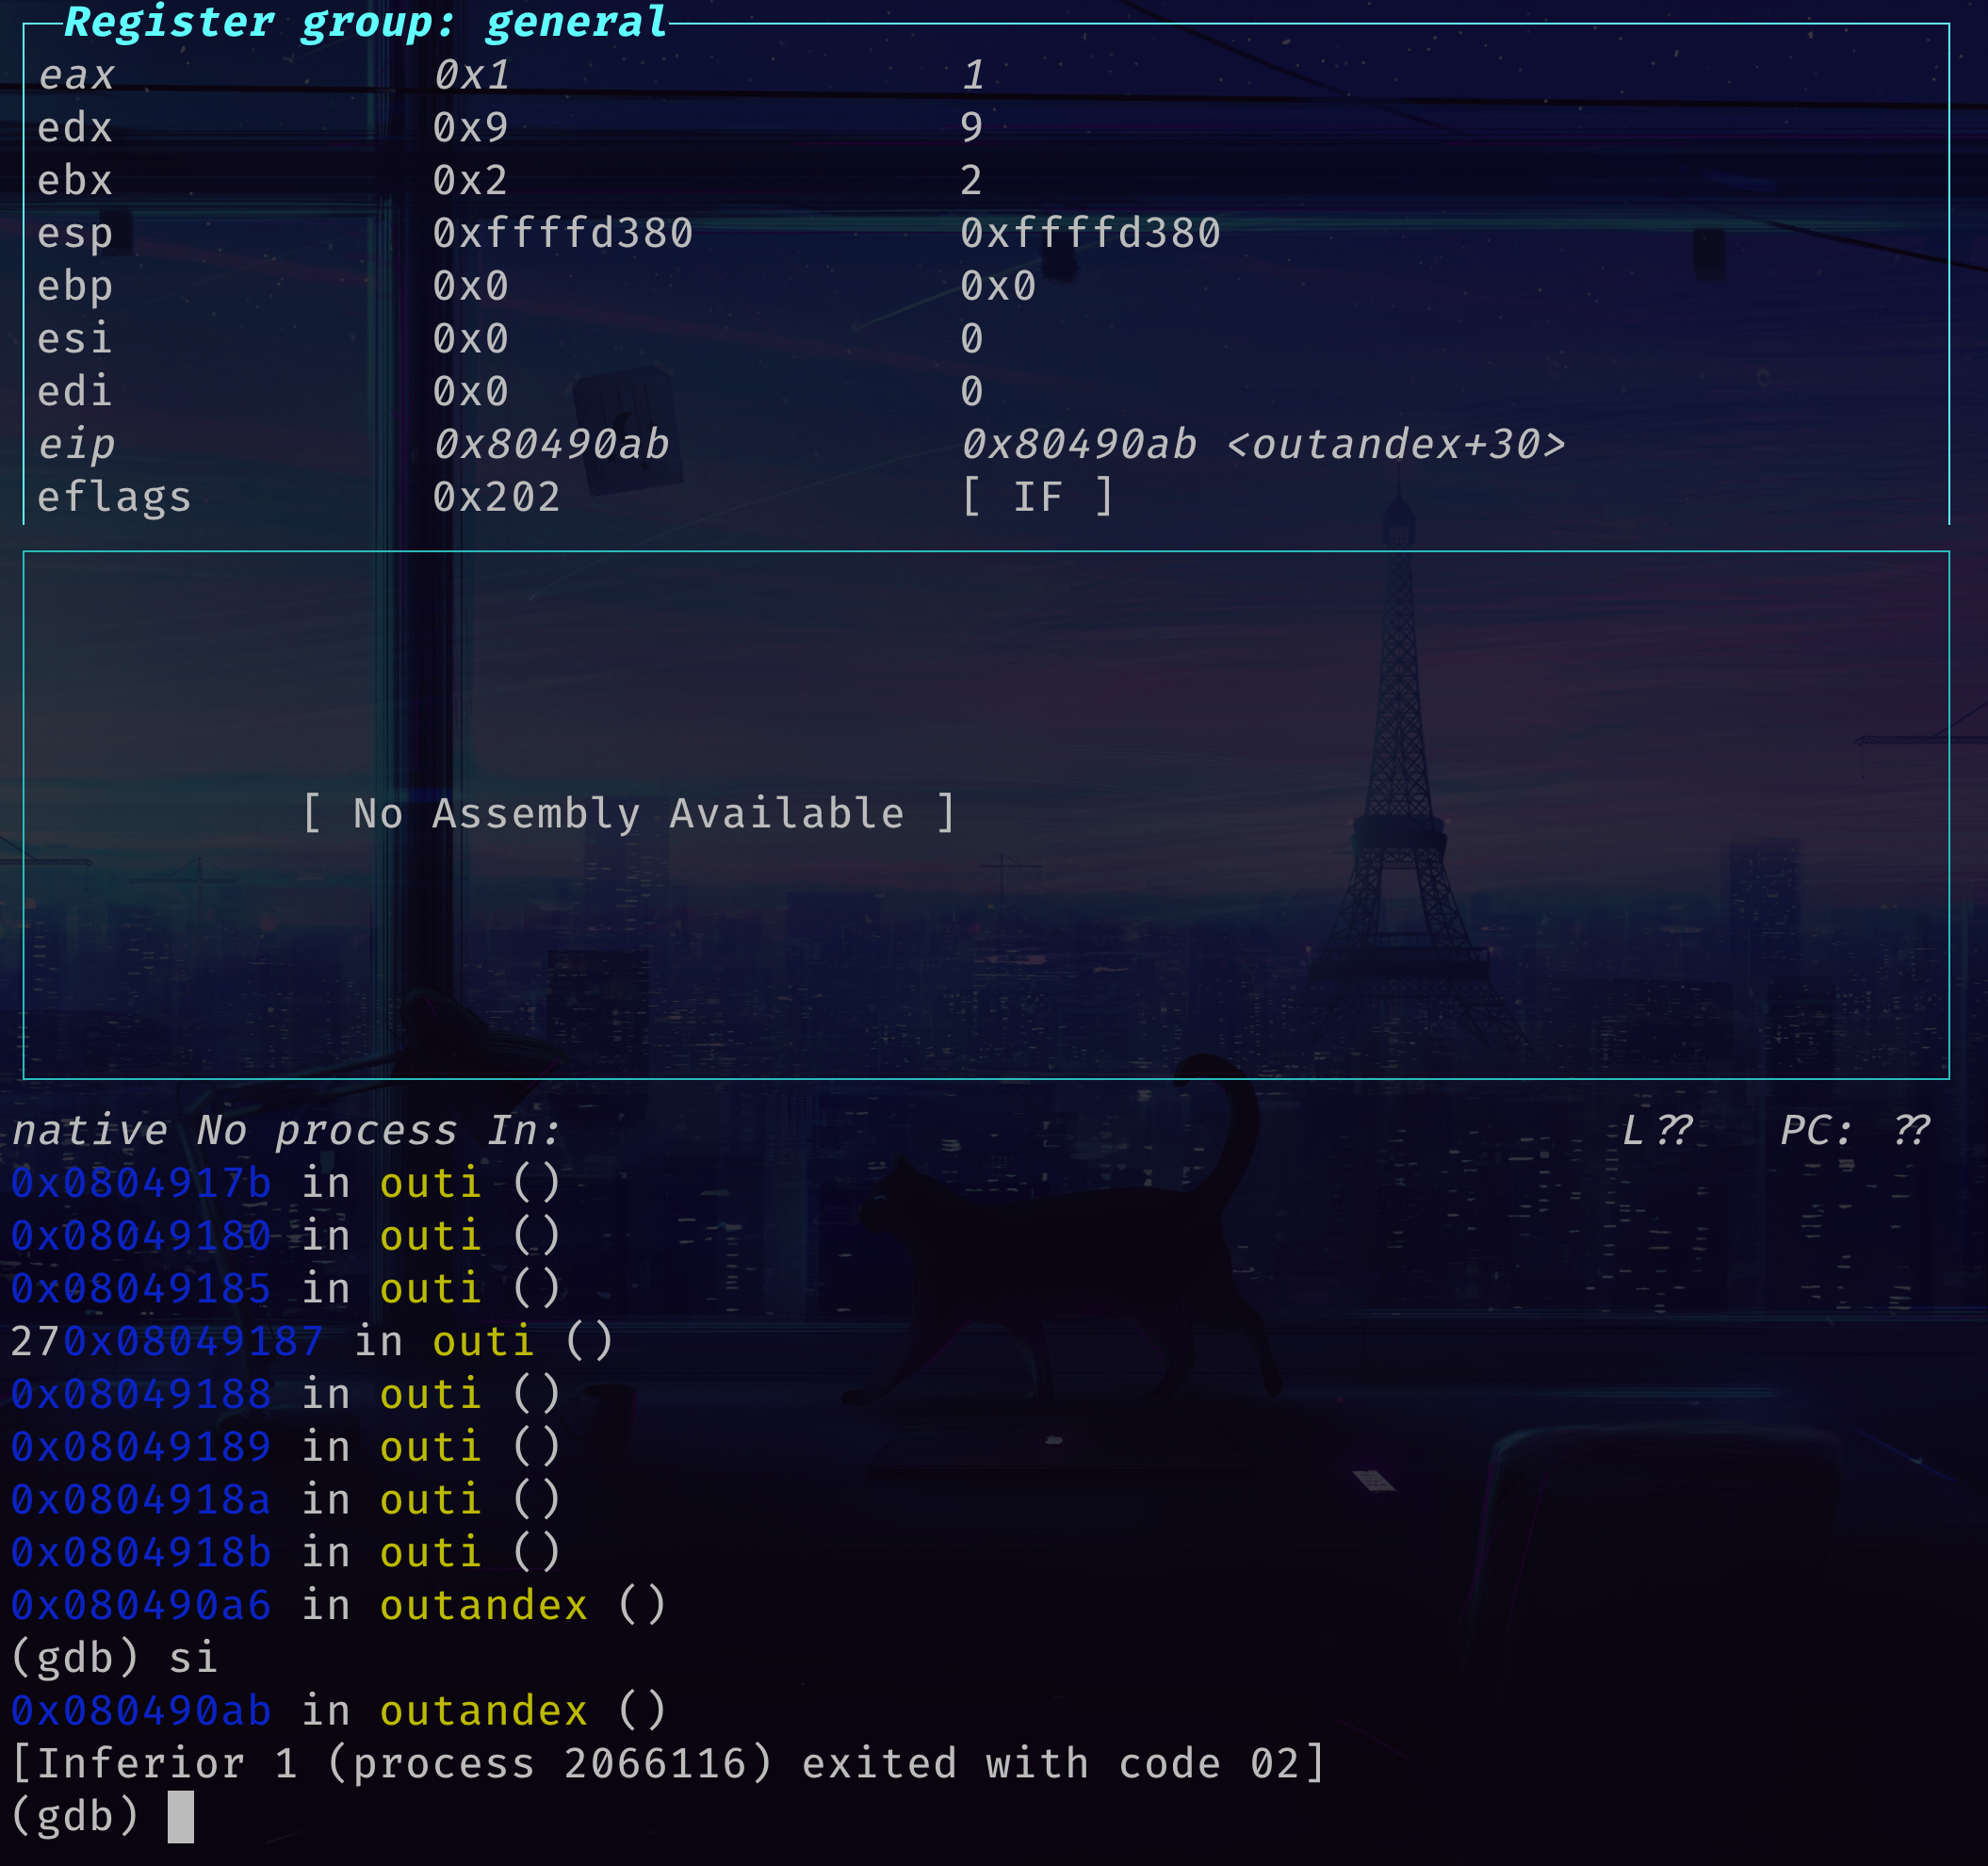 Register group: general
eax 0x1 1
edx 0x9 9
ebx 0x2 2
esp 0xffffd380 0xffffd380
ebp 0x0 0x0
esi 0x0 0
edi 0x0 0
eip 0x80490ab 0x80490ab <outandex+30>
eflags 0x202 [ IF ]
[ No Assembly Available ]
native No process In: L?? PC: ??
0x0804917b in outi ()
0x08049180 in outi ()
0x08049185 in outi ()
270x08049187 in outi ()
0x08049188 in outi ()
0x08049189 in outi ()
0x0804918a in outi ()
0x0804918b in outi ()
0x080490a6 in outandex ()
(gdb) si
0x080490ab in outandex ()
[Inferior 1 (process 2066116) exited with code 02]
(gdb)